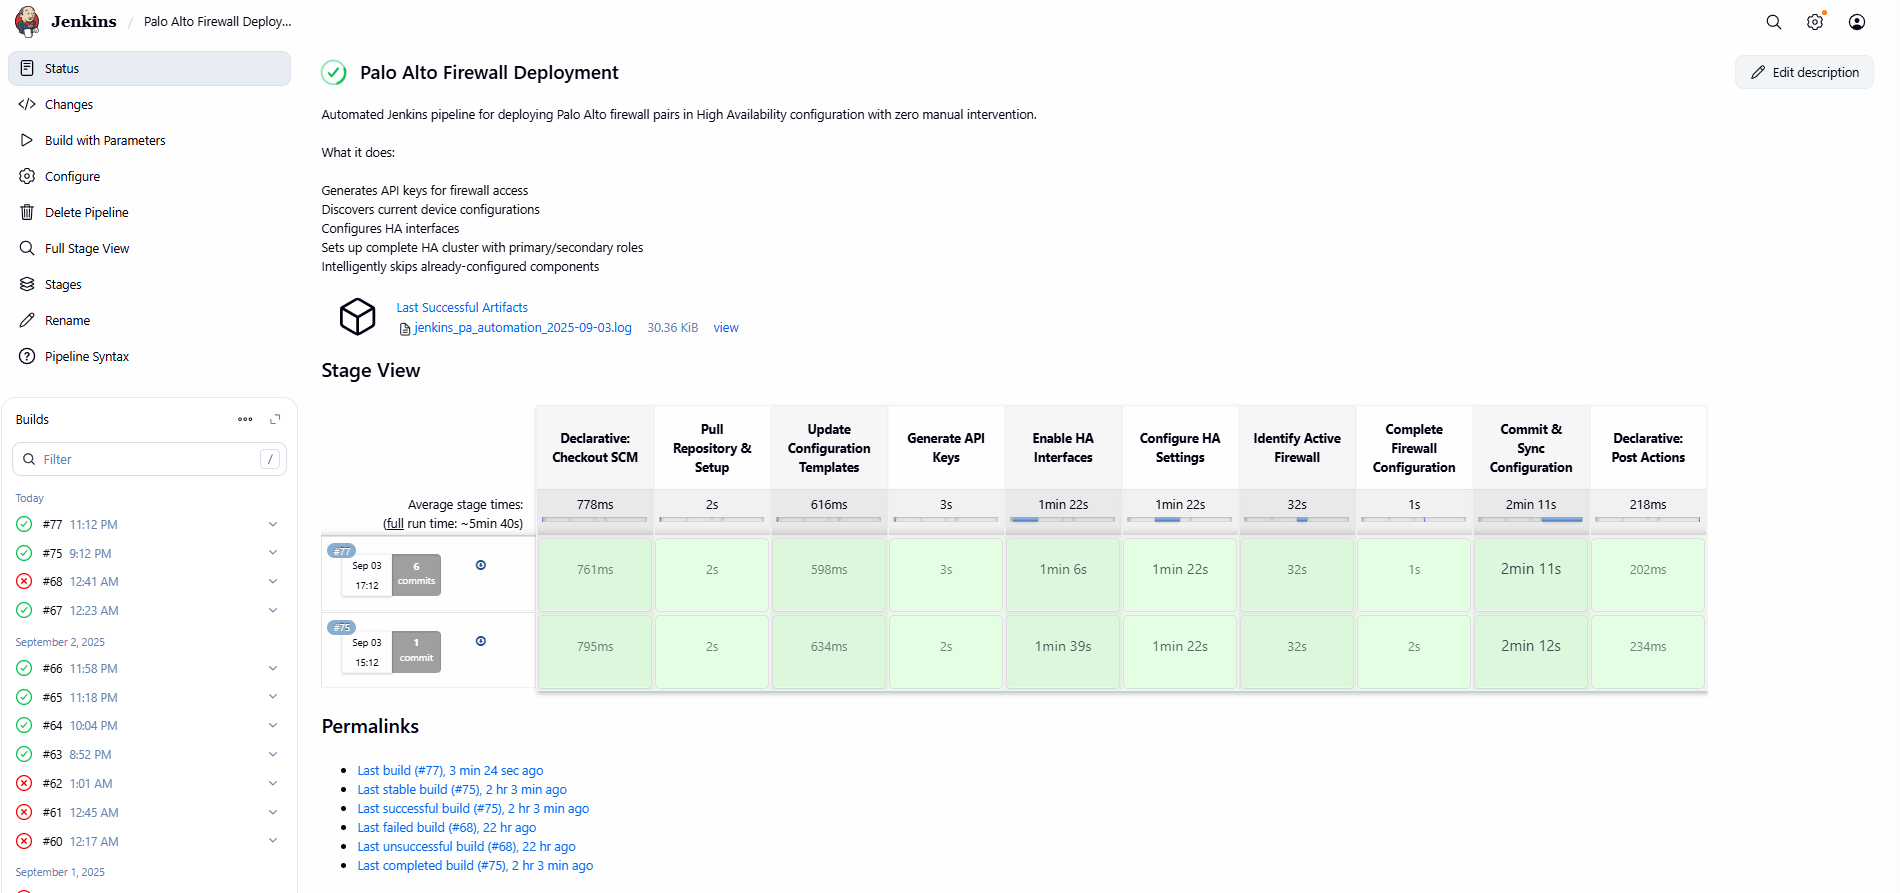 Jenkins / Palo Alto Firewall Deploy...
Status
Changes
Build with Parameters
Configure
Delete Pipeline
Full Stage View
Stages
Rename
Pipeline Syntax
Builds
Filter /
Today
#77 11:12 PM
#75 9:12 PM
#68 12:41 AM
#67 12:23 AM
September 2, 2025
#66 11:58 PM
#65 11:18 PM
#64 10:04 PM
#63 8:52 PM
#62 1:01 AM
#61 12:45 AM
#60 12:17 AM
September 1, 2025
Palo Alto Firewall Deployment
Edit description
Automated Jenkins pipeline for deploying Palo Alto firewall pairs in High Availability configuration with zero manual intervention.
What it does:
Generates API keys for firewall access
Discovers current device configurations
Configures HA interfaces
Sets up complete HA cluster with primary/secondary roles
Intelligently skips already-configured components
Last Successful Artifacts
jenkins_pa_automation_2025-09-03.log 30.36 KiB view
Stage View
Declarative:
Checkout SCM
Pull
Repository &
Setup
Update
Configuration
Templates
Generate API
Keys
Enable HA
Interfaces
Configure HA
Settings
Identify Active
Firewall
Complete
Firewall
Configuration
Commit &
Sync
Configuration
Declarative:
Post Actions
Average stage times:
(full run time: ~5min 40s)
778ms 2s 616ms 3s 1min 22s 1min 22s 32s 1s 2min 11s 218ms
#77
Sep 03
17:12
6
commits
761ms 2s 598ms 3s 1min 6s 1min 22s 32s 1s 2min 11s 202ms
#75
Sep 03
15:12
1
commit
795ms 2s 634ms 2s 1min 39s 1min 22s 32s 2s 2min 12s 234ms
Permalinks
Last build (#77), 3 min 24 sec ago
Last stable build (#75), 2 hr 3 min ago
Last successful build (#75), 2 hr 3 min ago
Last failed build (#68), 22 hr ago
Last unsuccessful build (#68), 22 hr ago
Last completed build (#75), 2 hr 3 min ago